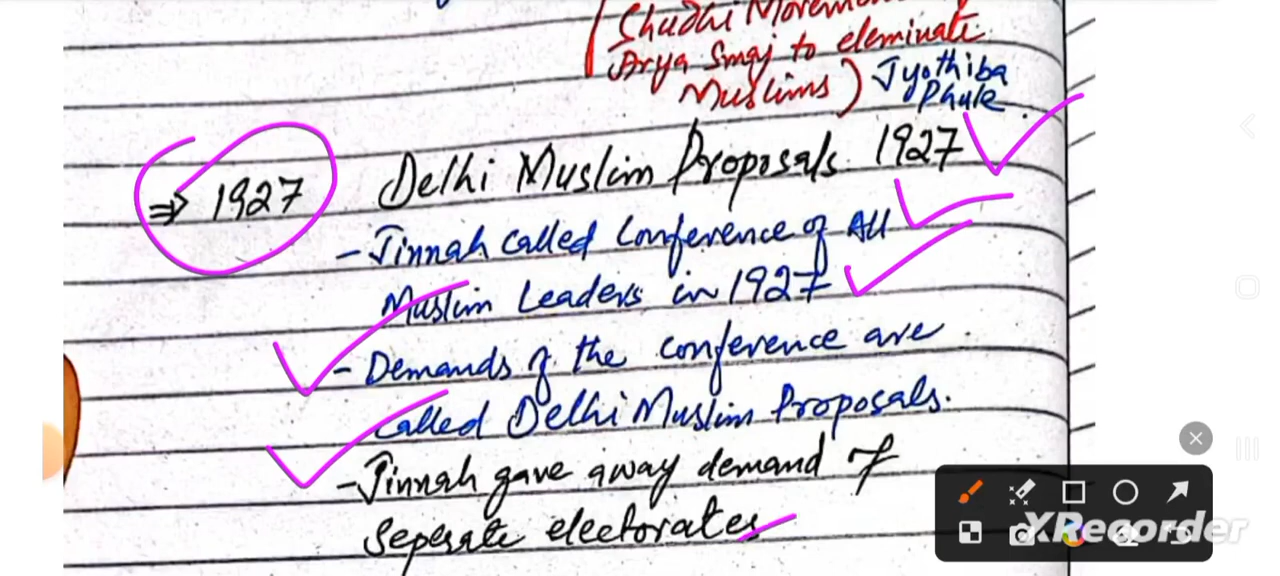 (Shudhi Movement
Arya Smaj to eleminate
Muslims) Jyothiba
Phule
⇒ 1927 Delhi Muslim Proposals. 1927
- Jinnah called Conference of All
Muslim Leaders in 1927
- Demands of the conference are
called Delhi Muslim Proposals.
- Jinnah gave away demand of
Seperate electorates
XRecorder